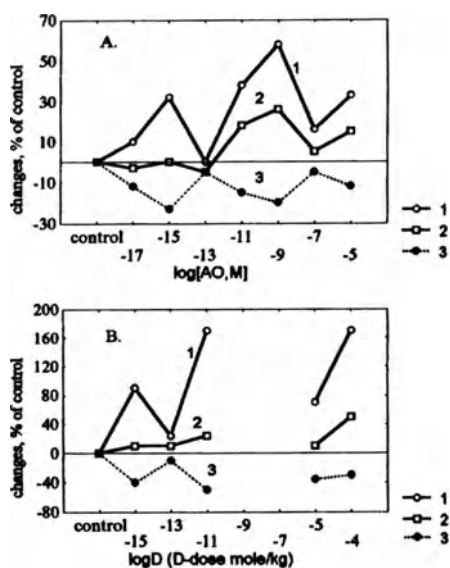 A.
changes, % of control
70
50
30
10
-10
-30
1
2
3
control
-17 -15 -13 -11 -9 -7 -5
log[AO,M]
1
2
3
B.
changes, % of control
200
160
120
80
40
0
-40
-80
1
2
3
control
-15 -13 -11 -9 -5 -4
logD (D-dose mole/kg)
1
2
3